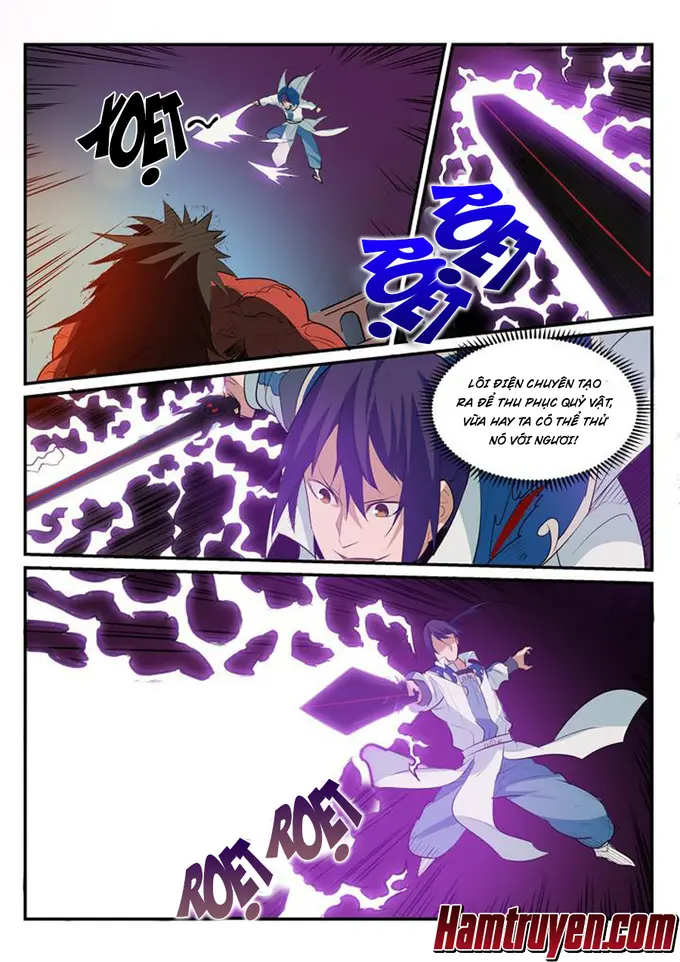 XOẸT~
ROẸT
ROẸT
LÔI ĐIỆN CHUYÊN TẠO
RA ĐỂ THU PHỤC QUỶ VẬT,
VỪA HAY TA CÓ THỂ THỬ
NÓ VỚI NGƯƠI!
ROẸT
ROẸT
Hamtruyen.com